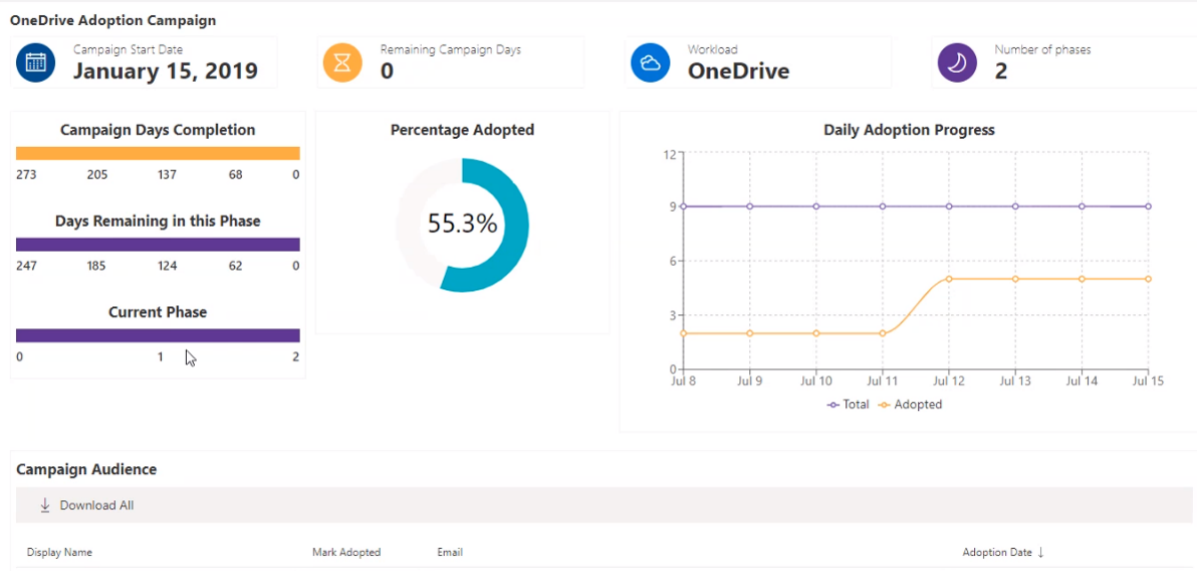 OneDrive Adoption Campaign
Campaign Start Date
January 15, 2019
Remaining Campaign Days
0
Workload
OneDrive
Number of phases
2
Campaign Days Completion
273 205 137 68 0
Days Remaining in this Phase
247 185 124 62 0
Current Phase
0 1 2
Percentage Adopted
55.3%
Daily Adoption Progress
12
9
6
3
0
Jul 8 Jul 9 Jul 10 Jul 11 Jul 12 Jul 13 Jul 14 Jul 15
Total Adopted
Campaign Audience
Download All
Display Name Mark Adopted Email Adoption Date ↓